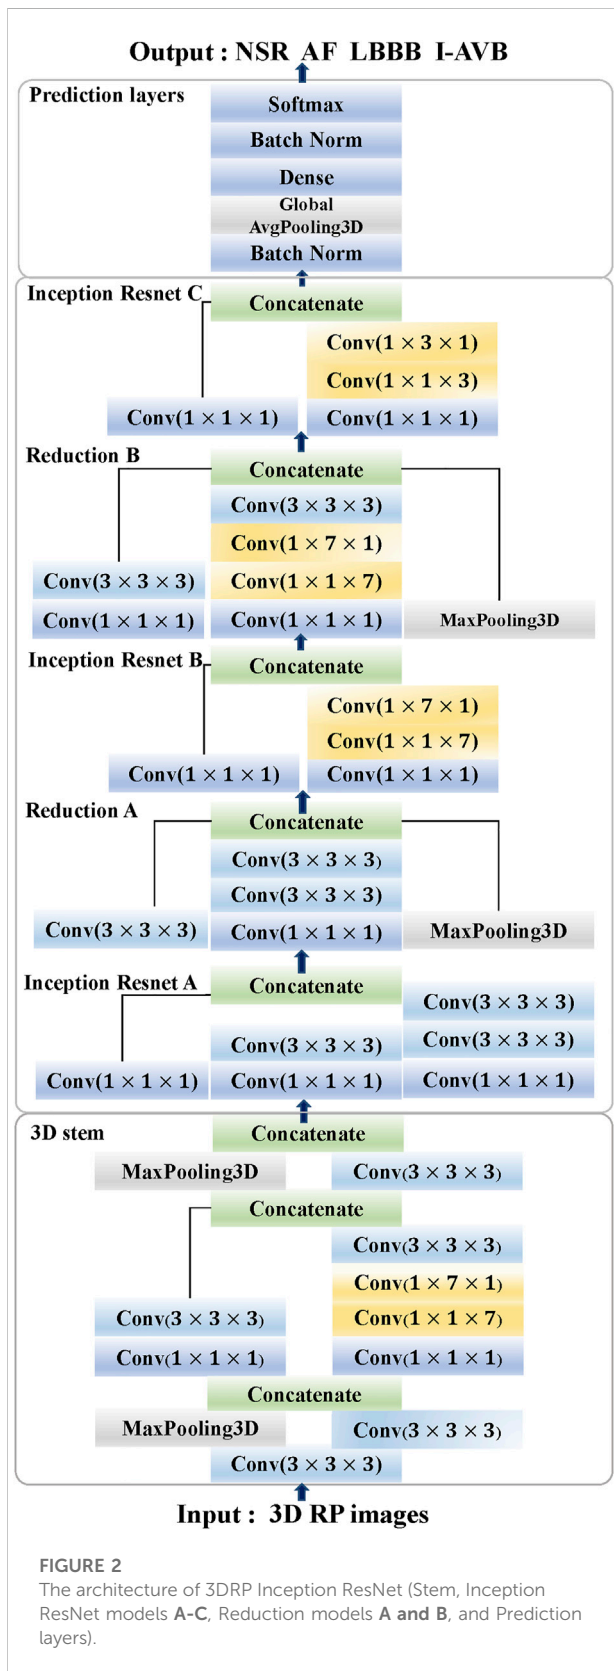 Output : NSR AF LBBB I-AVB
Prediction layers
Softmax
Batch Norm
Dense
Global
AvgPooling3D
Batch Norm
Inception Resnet C
Concatenate
Conv(1 × 3 × 1)
Conv(1 × 1 × 3)
Conv(1 × 1 × 1) Conv(1 × 1 × 1)
Reduction B
Concatenate
Conv(3 × 3 × 3)
Conv(1 × 7 × 1)
Conv(3 × 3 × 3) Conv(1 × 1 × 7)
Conv(1 × 1 × 1) Conv(1 × 1 × 1) MaxPooling3D
Inception Resnet B
Concatenate
Conv(1 × 7 × 1)
Conv(1 × 1 × 7)
Conv(1 × 1 × 1) Conv(1 × 1 × 1)
Reduction A
Concatenate
Conv(3 × 3 × 3)
Conv(3 × 3 × 3)
Conv(3 × 3 × 3) Conv(1 × 1 × 1) MaxPooling3D
Inception Resnet A
Concatenate
Conv(3 × 3 × 3)
Conv(3 × 3 × 3) Conv(3 × 3 × 3)
Conv(1 × 1 × 1) Conv(1 × 1 × 1) Conv(1 × 1 × 1)
3D stem
Concatenate
MaxPooling3D Conv(3 × 3 × 3)
Concatenate
Conv(3 × 3 × 3)
Conv(1 × 7 × 1)
Conv(3 × 3 × 3) Conv(1 × 1 × 7)
Conv(1 × 1 × 1) Conv(1 × 1 × 1)
Concatenate
MaxPooling3D Conv(3 × 3 × 3)
Conv(3 × 3 × 3)
Input : 3D RP images
FIGURE 2
The architecture of 3DRP Inception ResNet (Stem, Inception
ResNet models A-C, Reduction models A and B, and Prediction
layers).